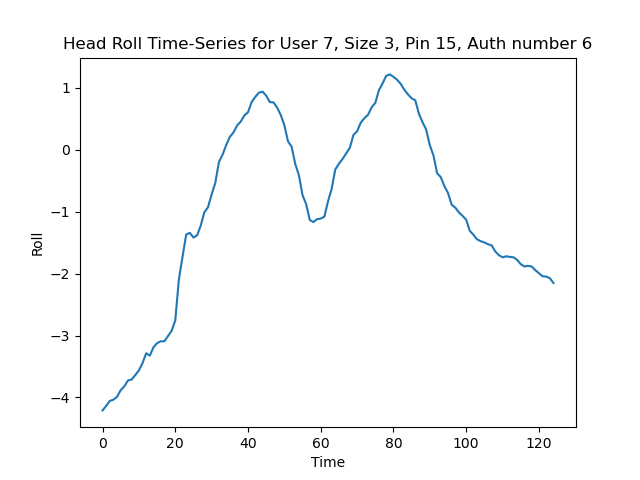 Head Roll Time-Series for User 7, Size 3, Pin 15, Auth number 6
1
0
−1
−2
−3
−4
Roll
0 20 40 60 80 100 120
Time